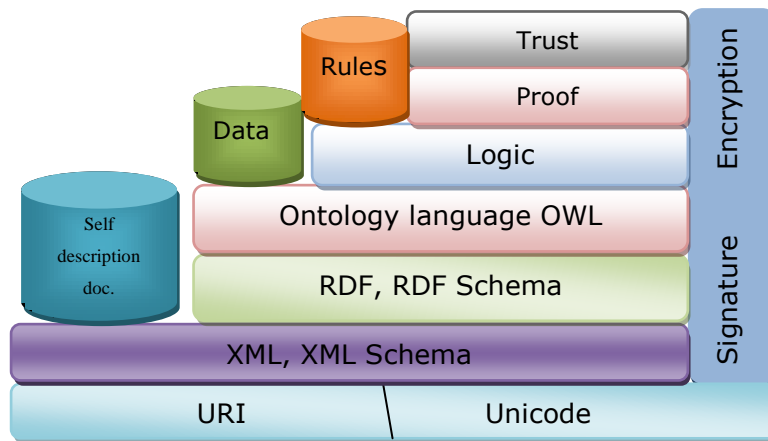 Trust
Encryption
Rules
Proof
Data
Logic
Self
description
doc.
Ontology language OWL
Signature
RDF, RDF Schema
XML, XML Schema
URI
Unicode